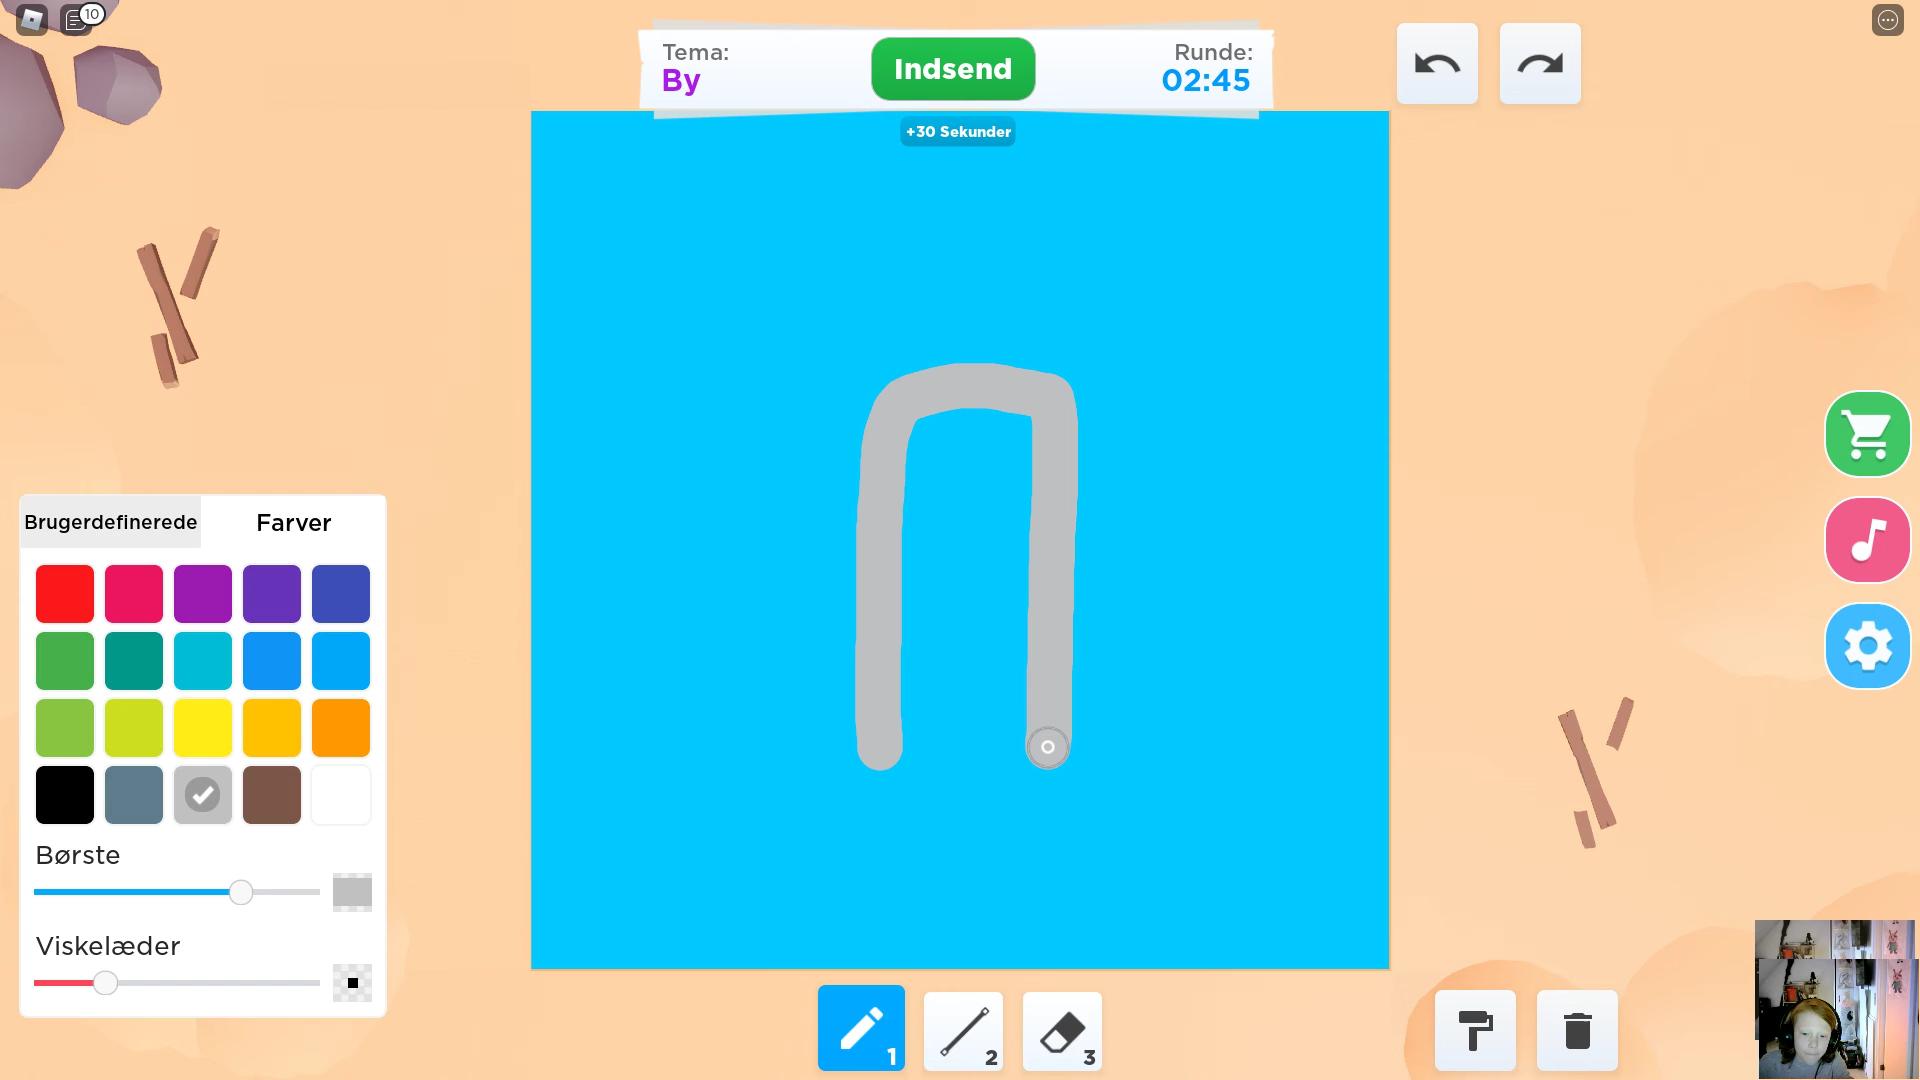 10
Tema:
By
Indsend
Runde:
02:45
+30 Sekunder
Brugerdefinerede
Farver
Børste
Viskelæder
1
2
3